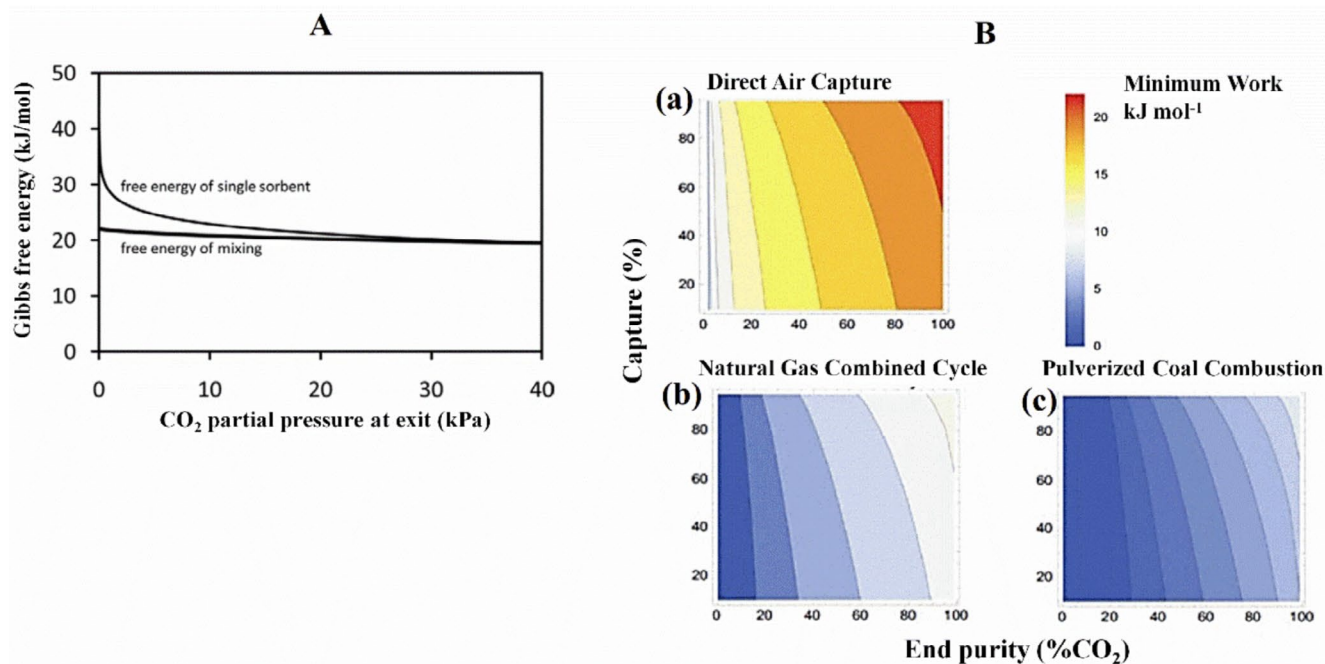 A
50
40
30
20
10
0
Gibbs free energy (kJ/mol)
free energy of single sorbent
free energy of mixing
0 10 20 30 40
CO₂ partial pressure at exit (kPa)
B
Direct Air Capture
(a)
80
60
40
20
0 20 40 60 80 100
Minimum Work
kJ mol⁻¹
20
15
10
5
0
Capture (%)
Natural Gas Combined Cycle
(b)
80
60
40
20
0 20 40 60 80 100
Pulverized Coal Combustion
(c)
80
60
40
20
0 20 40 60 80 100
End purity (%CO₂)